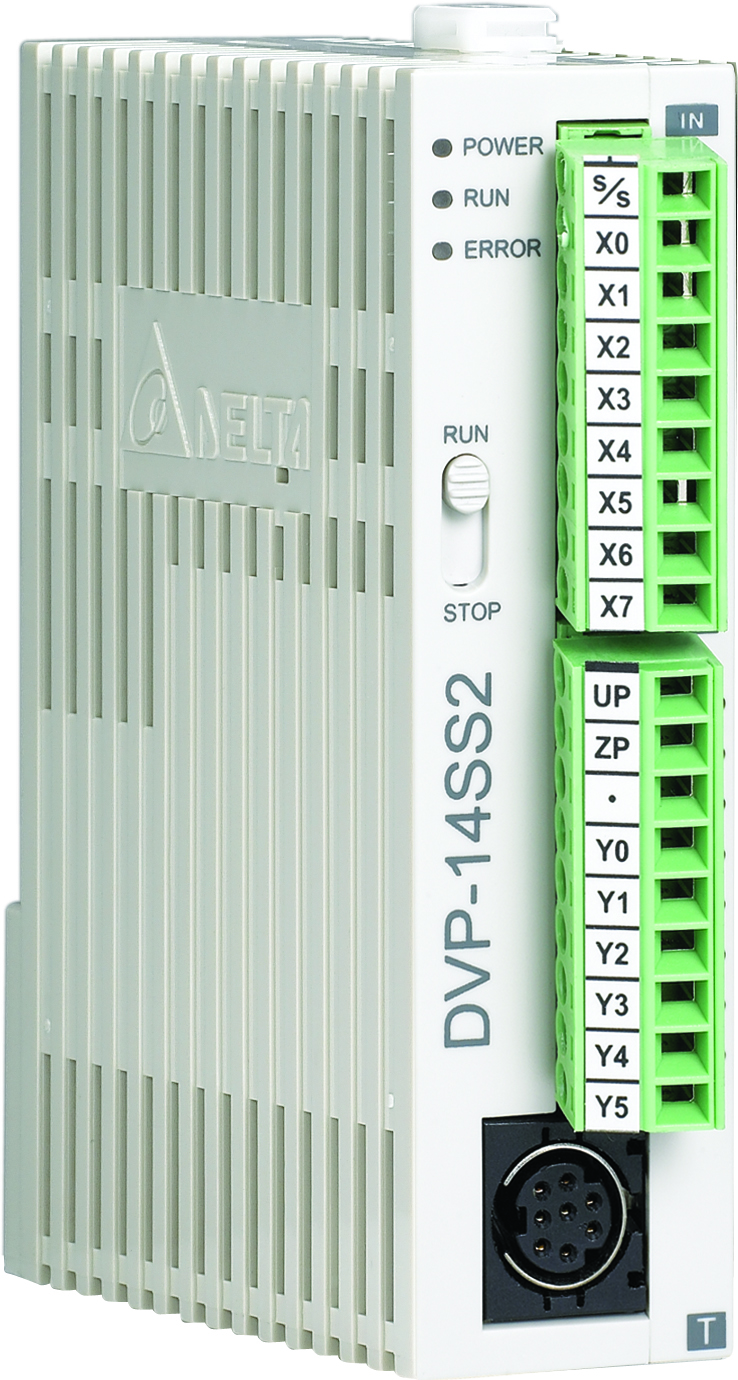 IN
POWER
RUN
ERROR
S/S
X0
X1
X2
X3
X4
X5
X6
X7
DELTA
RUN
STOP
DVP-14SS2
UP
ZP
•
Y0
Y1
Y2
Y3
Y4
Y5
T